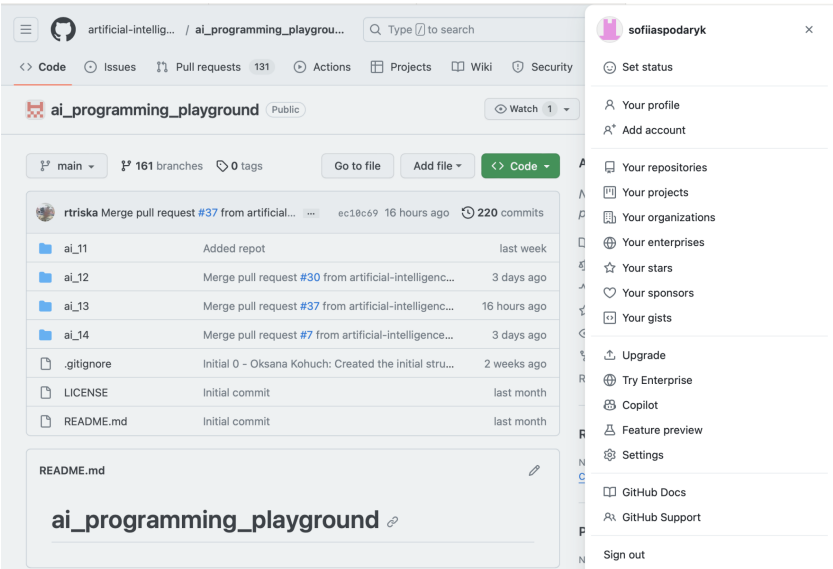 artificial-intellig... / ai_programming_playgrou...
Type / to search
Code
Issues
Pull requests 131
Actions
Projects
Wiki
Security
ai_programming_playground Public
Watch 1
main
161 branches
0 tags
Go to file
Add file
Code
rtriska Merge pull request #37 from artificial... ... ec10c69 16 hours ago 220 commits
ai_11 Added repot last week
ai_12 Merge pull request #30 from artificial-intelligenc... 3 days ago
ai_13 Merge pull request #37 from artificial-intelligenc... 16 hours ago
ai_14 Merge pull request #7 from artificial-intelligence... 3 days ago
.gitignore Initial 0 - Oksana Kohuch: Created the initial stru... 2 weeks ago
LICENSE Initial commit last month
README.md Initial commit last month
README.md
ai_programming_playground
sofiiaspodaryk
Set status
Your profile
Add account
Your repositories
Your projects
Your organizations
Your enterprises
Your stars
Your sponsors
Your gists
Upgrade
Try Enterprise
Copilot
Feature preview
Settings
GitHub Docs
GitHub Support
Sign out